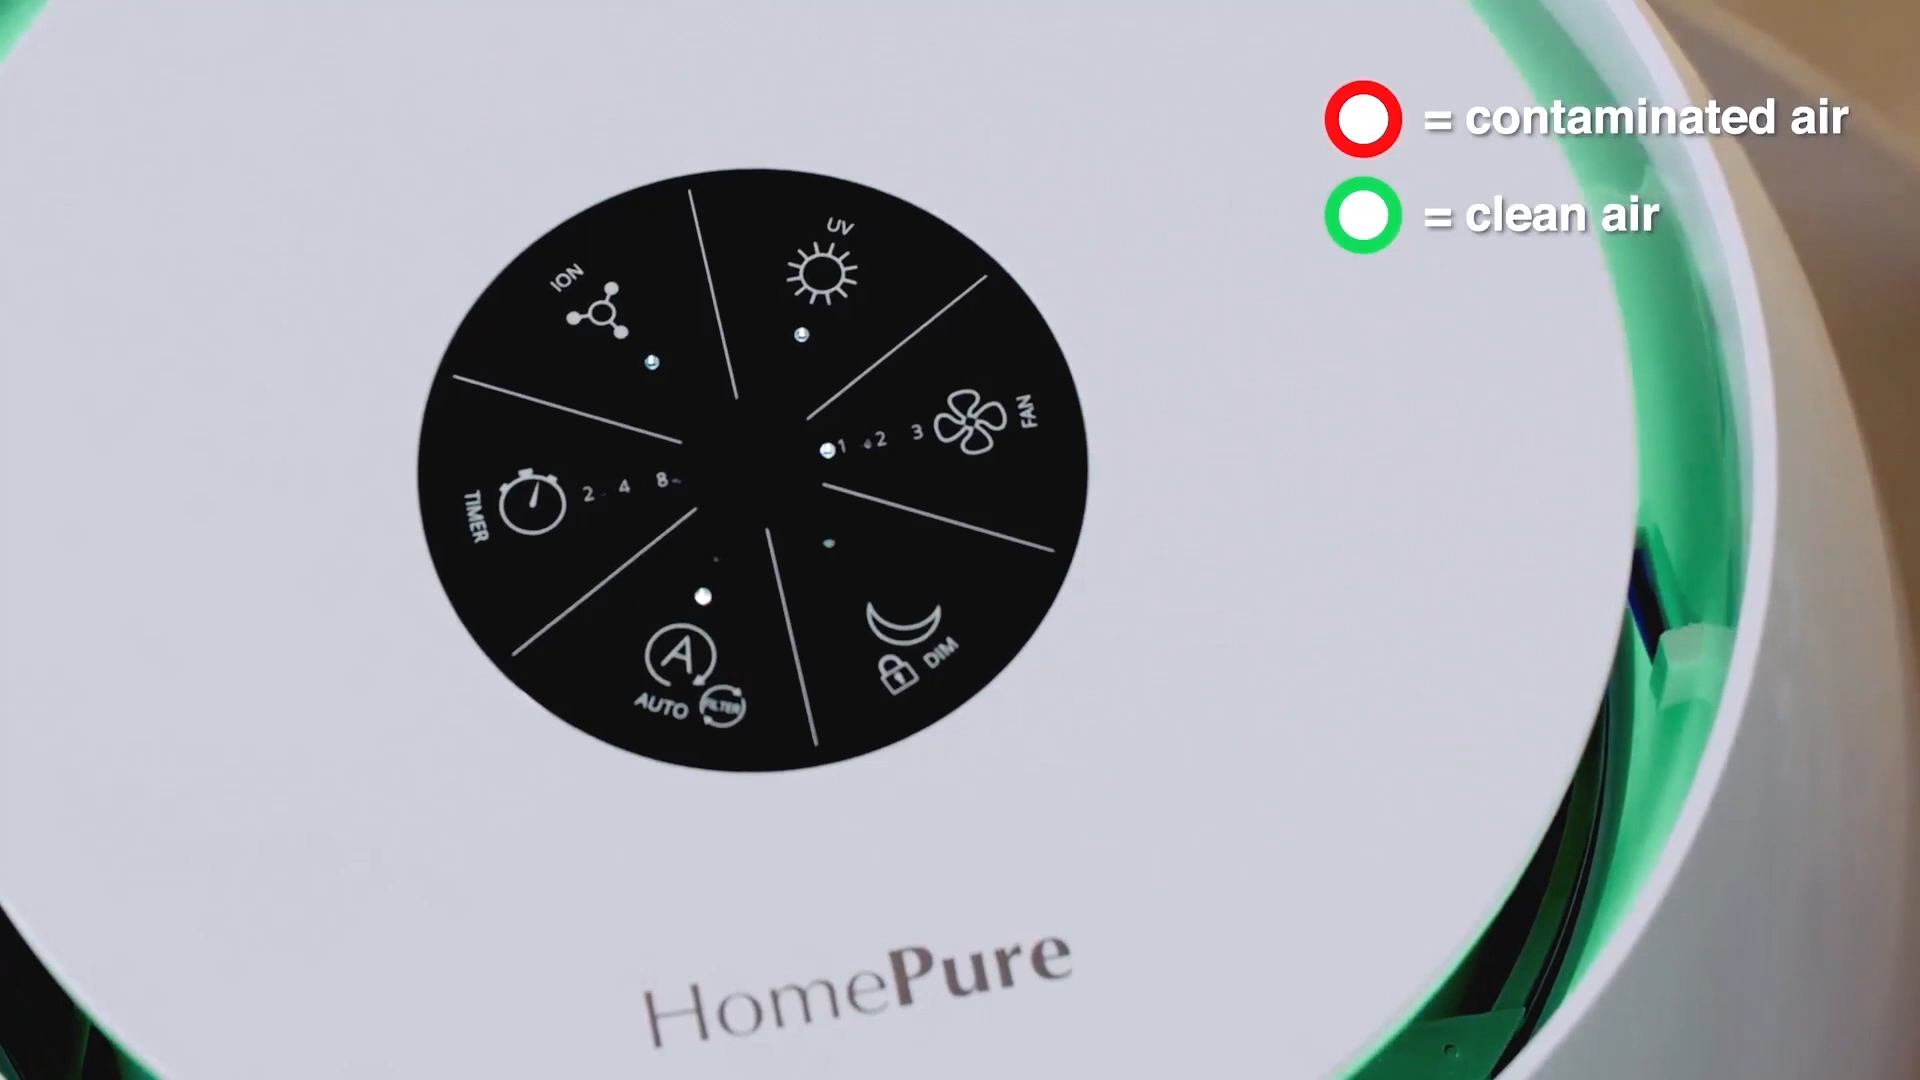 = contaminated air
= clean air
UV
ION
1 2 3
FAN
TIMER
2 4 8
A
AUTO
FILTER
DIM
HomePure